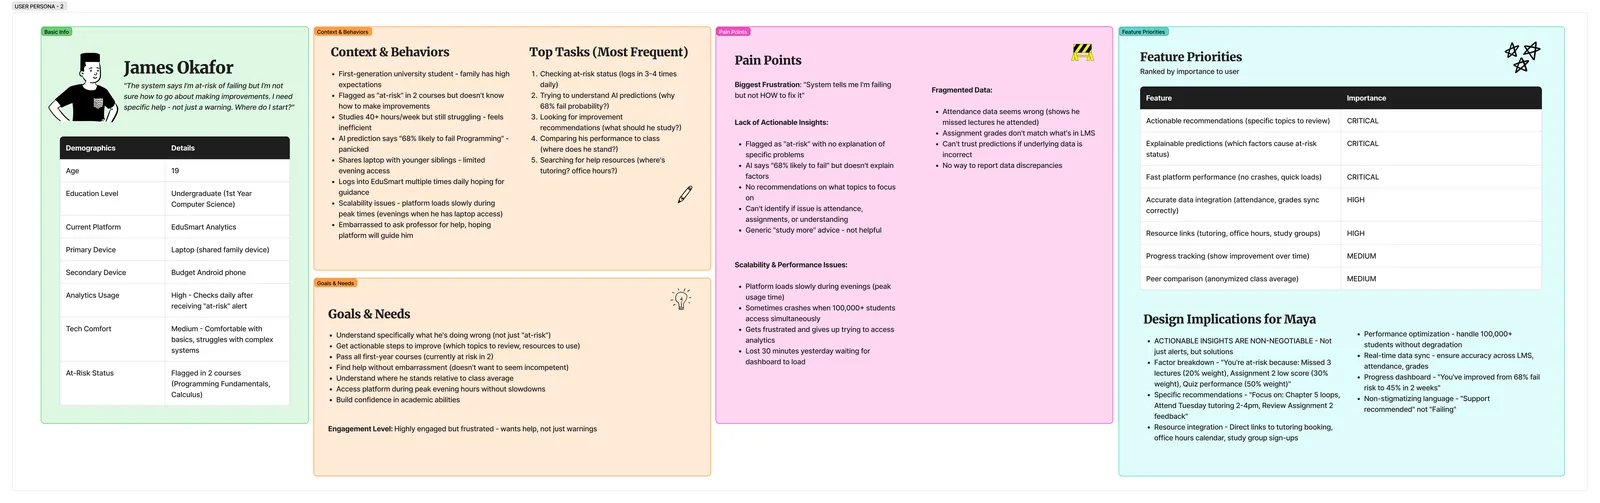 USER PERSONA - 2
Basic Info
James Okafor
"The system says I'm at-risk of failing but I'm not
sure how to go about making improvements. I need
specific help - not just a warning. Where do I start?"
Demographics Details
Age 19
Education Level Undergraduate (1st Year
Computer Science)
Current Platform EduSmart Analytics
Primary Device Laptop (shared family device)
Secondary Device Budget Android phone
Analytics Usage High - Checks daily after
receiving "at-risk" alert
Tech Comfort Medium - Comfortable with
basics, struggles with complex
systems
At-Risk Status Flagged in 2 courses
(Programming Fundamentals,
Calculus)
Context & Behaviors
Context & Behaviors
• First-generation university student - family has high
expectations
• Flagged as "at-risk" in 2 courses but doesn't know
how to make improvements
• Studies 40+ hours/week but still struggling - feels
inefficient
• AI prediction says "68% likely to fail Programming" -
panicked
• Shares laptop with younger siblings - limited
evening access
• Logs into EduSmart multiple times daily hoping for
guidance
• Scalability issues - platform loads slowly during
peak times (evenings when he has laptop access)
• Embarrassed to ask professor for help, hoping
platform will guide him
Top Tasks (Most Frequent)
1. Checking at-risk status (logs in 3-4 times
daily)
2. Trying to understand AI predictions (why
68% fail probability?)
3. Looking for improvement
recommendations (what should he study?)
4. Comparing his performance to class
(where does he stand?)
5. Searching for help resources (where's
tutoring? office hours?)
Goals & Needs
Goals & Needs
• Understand specifically what he's doing wrong (not just "at-risk")
• Get actionable steps to improve (which topics to review, resources to use)
• Pass all first-year courses (currently at risk in 2)
• Find help without embarrassment (doesn't want to seem incompetent)
• Understand where he stands relative to class average
• Access platform during peak evening hours without slowdowns
• Build confidence in academic abilities
Engagement Level: Highly engaged but frustrated - wants help, not just warnings
Pain Points
Pain Points
Biggest Frustration: "System tells me I'm failing
but not HOW to fix it"
Lack of Actionable Insights:
• Flagged as "at-risk" with no explanation of
specific problems
• AI says "68% likely to fail" but doesn't explain
factors
• No recommendations on what topics to focus
on
• Can't identify if issue is attendance,
assignments, or understanding
• Generic "study more" advice - not helpful
Scalability & Performance Issues:
• Platform loads slowly during evenings (peak
usage time)
• Sometimes crashes when 100,000+ students
access simultaneously
• Gets frustrated and gives up trying to access
analytics
• Lost 30 minutes yesterday waiting for
dashboard to load
Fragmented Data:
• Attendance data seems wrong (shows he
missed lectures he attended)
• Assignment grades don't match what's in LMS
• Can't trust predictions if underlying data is
incorrect
• No way to report data discrepancies
Feature Priorities
Feature Priorities
Ranked by importance to user
Feature Importance
Actionable recommendations (specific topics to review) CRITICAL
Explainable predictions (which factors cause at-risk
status) CRITICAL
Fast platform performance (no crashes, quick loads) CRITICAL
Accurate data integration (attendance, grades sync
correctly) HIGH
Resource links (tutoring, office hours, study groups) HIGH
Progress tracking (show improvement over time) MEDIUM
Peer comparison (anonymized class average) MEDIUM
Design Implications for Maya
• ACTIONABLE INSIGHTS ARE NON-NEGOTIABLE - Not
just alerts, but solutions
• Factor breakdown - "You're at-risk because: Missed 3
lectures (20% weight), Assignment 2 low score (30%
weight), Quiz performance (50% weight)"
• Specific recommendations - "Focus on: Chapter 5 loops,
Attend Tuesday tutoring 2-4pm, Review Assignment 2
feedback"
• Resource integration - Direct links to tutoring booking,
office hours calendar, study group sign-ups
• Performance optimization - handle 100,000+
students without degradation
• Real-time data sync - ensure accuracy across LMS,
attendance, grades
• Progress dashboard - "You've improved from 68% fail
risk to 45% in 2 weeks"
• Non-stigmatizing language - "Support
recommended" not "Failing"